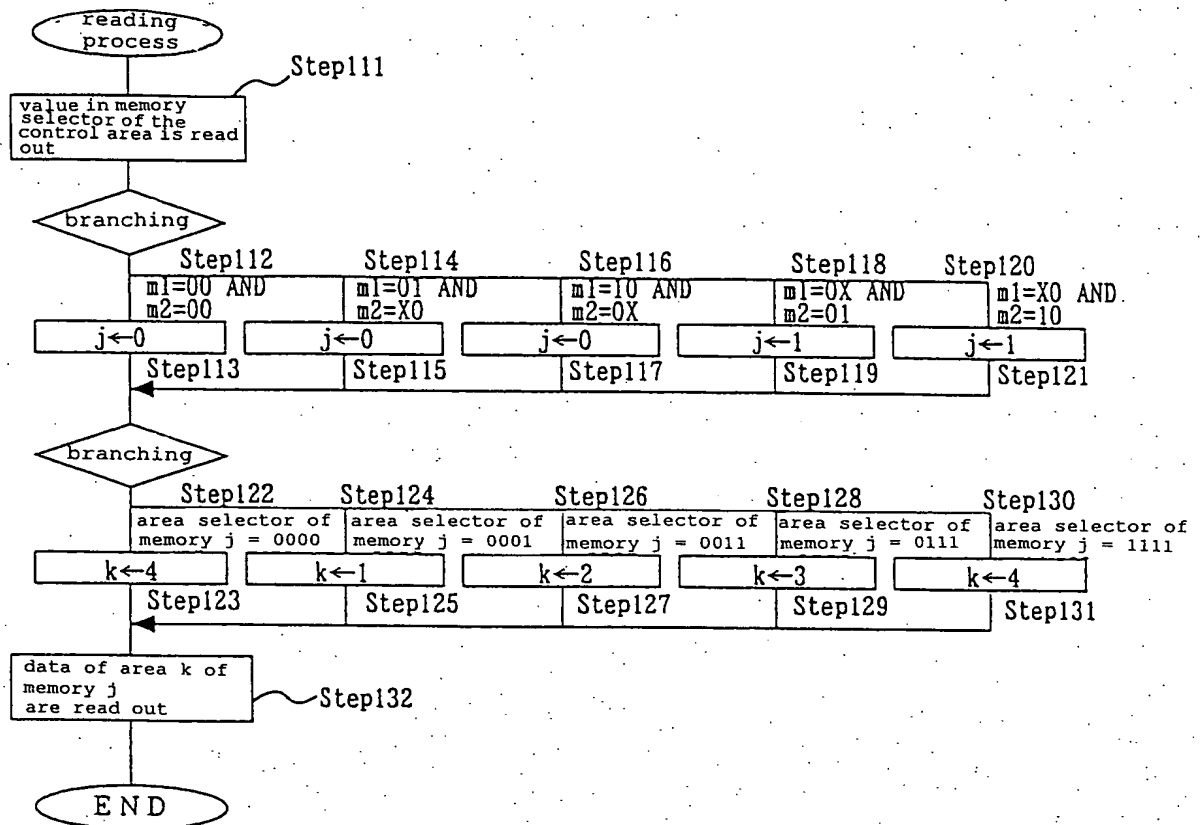 reading
process
Step111
value in memory
selector of the
control area is read
out
branching
Step112
Step114
Step116
Step118
Step120
m1=00 AND
m2=00
m1=01 AND
m2=X0
m1=10 AND
m2=0X
m1=0X AND
m2=01
m1=X0 AND
m2=10
j←0
j←0
j←0
j←1
j←1
Step113
Step115
Step117
Step119
Step121
branching
Step122
Step124
Step126
Step128
Step130
area selector of
memory j = 0000
area selector of
memory j = 0001
area selector of
memory j = 0011
area selector of
memory j = 0111
area selector of
memory j = 1111
k←4
k←1
k←2
k←3
k←4
Step123
Step125
Step127
Step129
Step131
data of area k of
memory j
are read out
Step132
END